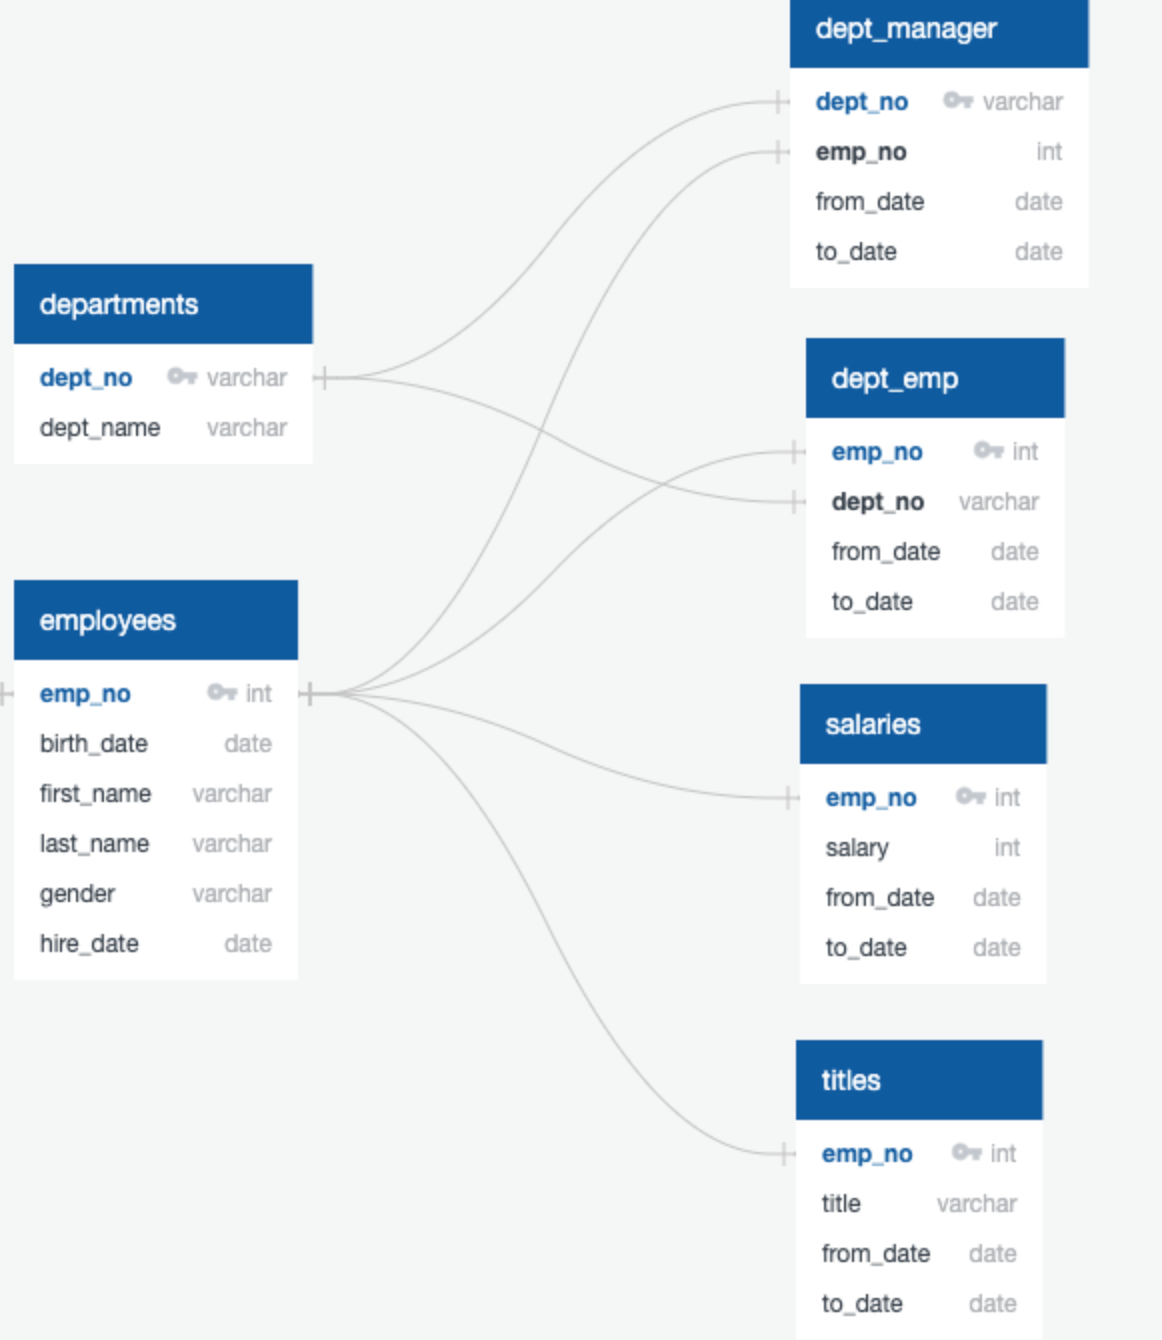 dept_manager
dept_no varchar
emp_no int
from_date date
to_date date
departments
dept_no varchar
dept_name varchar
dept_emp
emp_no int
dept_no varchar
from_date date
to_date date
employees
emp_no int
birth_date date
first_name varchar
last_name varchar
gender varchar
hire_date date
salaries
emp_no int
salary int
from_date date
to_date date
titles
emp_no int
title varchar
from_date date
to_date date